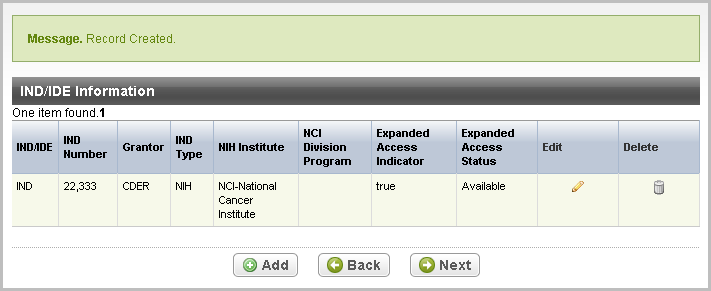 Message. Record Created.
IND/IDE Information
One item found.1
IND/IDE IND Number Grantor IND Type NIH Institute NCI Division Program Expanded Access Indicator Expanded Access Status Edit Delete
IND 22,333 CDER NIH NCI-National Cancer Institute true Available
Add Back Next